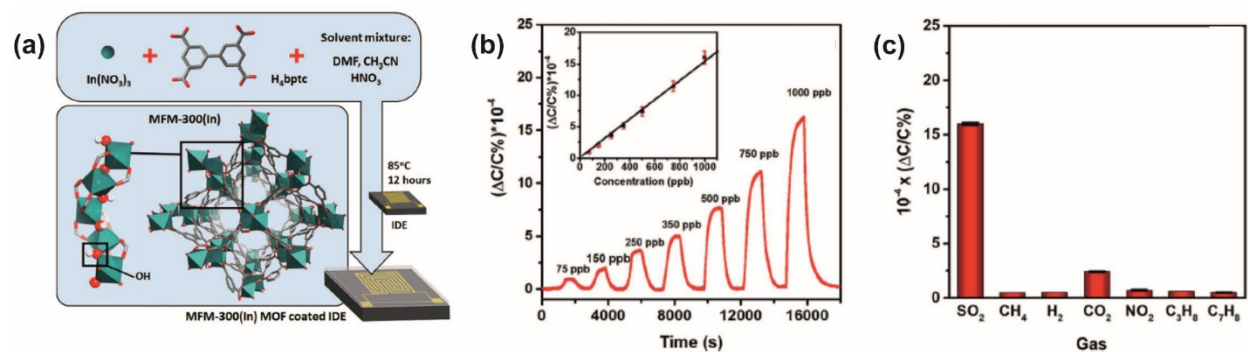 (a)
Solvent mixture:
DMF, CH₃CN
HNO₃
In(NO₃)₃
H₄bptc
MFM-300(In)
85°C
12 hours
IDE
OH
MFM-300(In) MOF coated IDE
(b)
(ΔC/C%)*10⁻⁴
25
20
15
10
5
0
0 4000 8000 12000 16000
Time (s)
75 ppb
150 ppb
250 ppb
350 ppb
500 ppb
750 ppb
1000 ppb
(ΔC/C%)*10⁻⁴
20
15
10
5
0
0 200 400 600 800 1000
Concentration (ppb)
(c)
10⁻⁴ x (ΔC/C%)
25
20
15
10
5
0
SO₂ CH₄ H₂ CO₂ NO₂ C₃H₈ C₇H₈
Gas